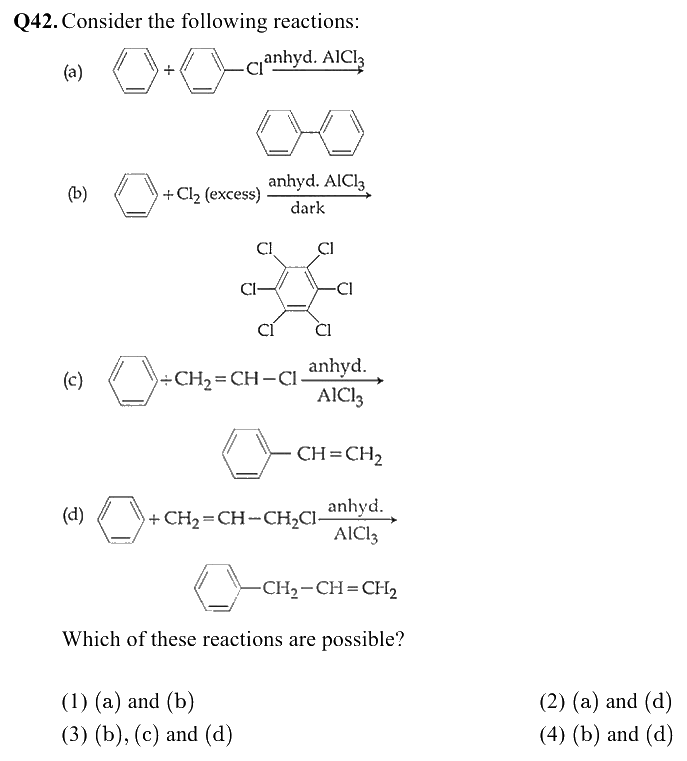 Q42. Consider the following reactions:
(a) + Cl anhyd. AlCl3
(b) + Cl2 (excess) anhyd. AlCl3
dark
Cl Cl
Cl Cl
Cl Cl
(c) + CH2=CH–Cl anhyd.
AlCl3
CH=CH2
(d) + CH2=CH–CH2Cl anhyd.
AlCl3
CH2–CH=CH2
Which of these reactions are possible?
(1) (a) and (b) (2) (a) and (d)
(3) (b), (c) and (d) (4) (b) and (d)